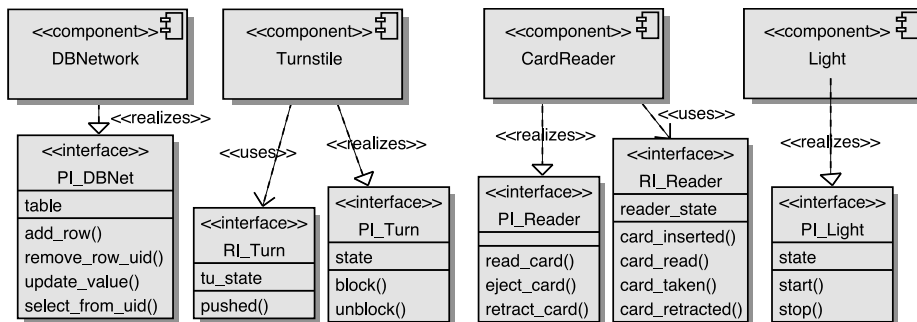 <<component>>
DBNetwork
<<component>>
Turnstile
<<component>>
CardReader
<<component>>
Light
<<realizes>>
<<uses>>
<<realizes>>
<<realizes>>
<<uses>>
<<realizes>>
<<interface>>
PI_DBNet
table
add_row()
remove_row_uid()
update_value()
select_from_uid()
<<interface>>
RI_Turn
tu_state
pushed()
<<interface>>
PI_Turn
state
block()
unblock()
<<interface>>
PI_Reader
read_card()
eject_card()
retract_card()
<<interface>>
RI_Reader
reader_state
card_inserted()
card_read()
card_taken()
card_retracted()
<<interface>>
PI_Light
state
start()
stop()